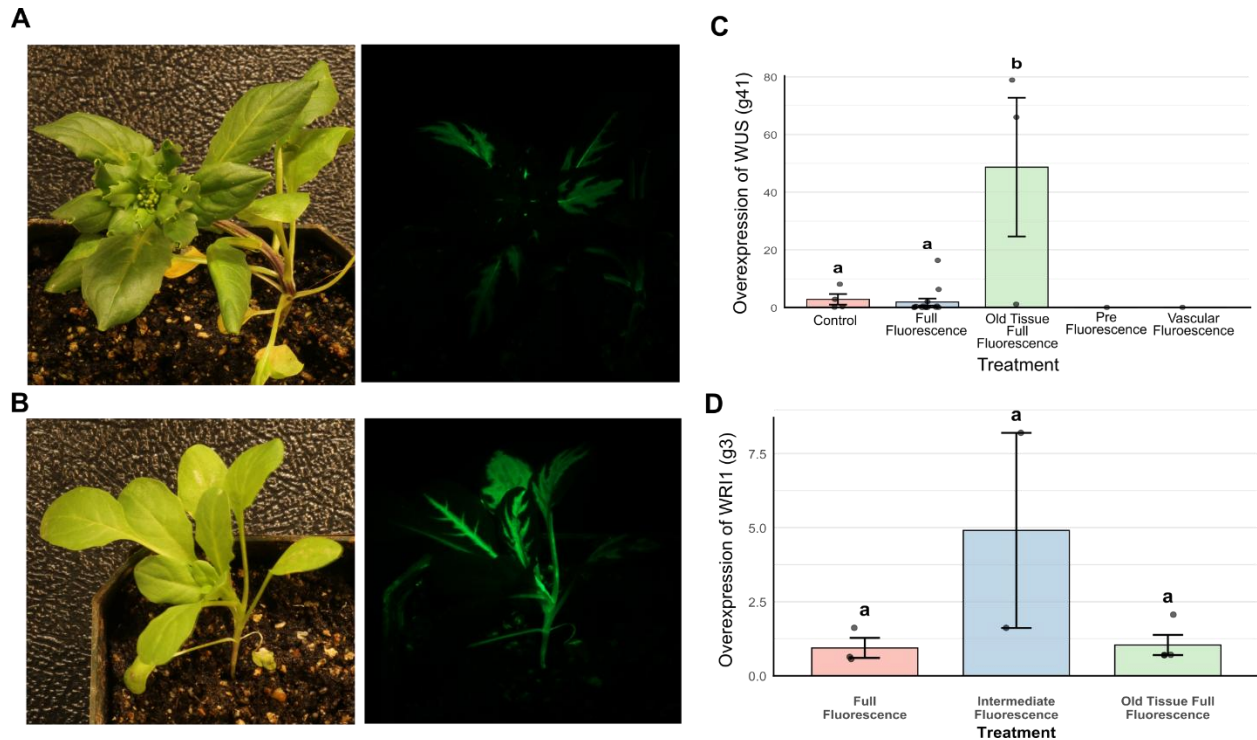 A
B
C
Overexpression of WUS (g41)
80
60
40
20
0
a
a
b
Control
Full
Fluorescence
Old Tissue
Full
Fluorescence
Pre
Fluorescence
Vascular
Fluroescence
Treatment
D
Overexpression of WRI1 (g3)
7.5
5.0
2.5
0.0
a
a
a
Full
Fluorescence
Intermediate
Fluorescence
Old Tissue Full
Fluorescence
Treatment